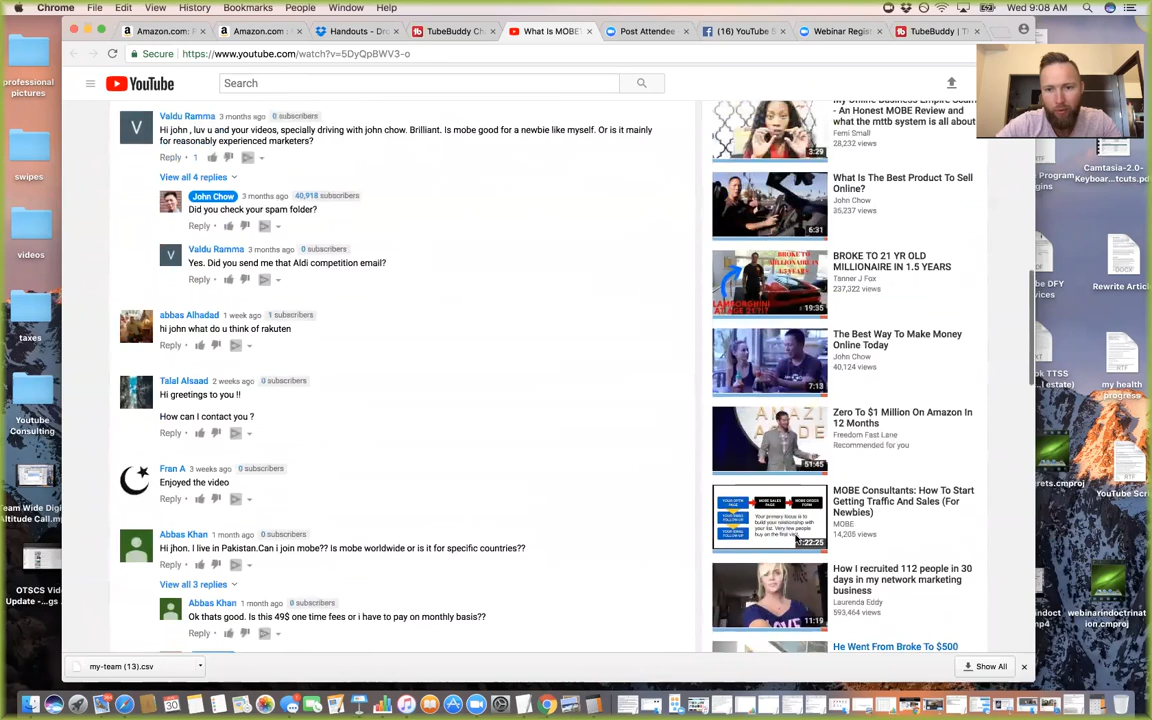 Chrome File Edit View History Bookmarks People Window Help
Wed 9:08 AM
Amazon.com: F
Amazon.com:
Handouts - Dro
TubeBuddy Ch
What Is MOBE
Post Attendee
(16) YouTube S
Webinar Regist
TubeBuddy | T
Secure https://www.youtube.com/watch?v=5DyQpBWV3-o
YouTube
Search
professional
pictures
swipes
videos
taxes
Youtube
Consulting
Team Wide Digi
Altitude Call.m
OTSCS Video
Update -
Valdu Ramma 3 months ago 0 subscribers
Hi john , luv u and your videos, specially driving with john chow. Brilliant. Is mobe good for a newbie like myself. Or is it mainly
for reasonably experienced marketers?
Reply 1
View all 4 replies
John Chow 3 months ago 40,918 subscribers
Did you check your spam folder?
Reply
Valdu Ramma 3 months ago 0 subscribers
Yes. Did you send me that Aldi competition email?
Reply
abbas Alhadad 1 week ago 1 subscribers
hi john what do u think of rakuten
Reply
Talal Alsaad 2 weeks ago 0 subscribers
Hi greetings to you !!
How can I contact you ?
Reply
Fran A 3 weeks ago 0 subscribers
Enjoyed the video
Reply
Abbas Khan 1 month ago 0 subscribers
Hi jhon. I live in Pakistan.Can i join mobe?? Is mobe worldwide or is it for specific countries??
Reply
View all 3 replies
Abbas Khan 1 month ago 0 subscribers
Ok thats good. Is this 49$ one time fees or i have to pay on monthly basis??
Reply
My Online Business Empire Scam
- An Honest MOBE Review and
what the mttb system is all about
Femi Small
28,232 views
3:29
What Is The Best Product To Sell
Online?
John Chow
35,237 views
6:31
BROKE TO 21 YR OLD
MILLIONAIRE IN 1.5 YEARS
Tanner J Fox
237,322 views
19:35
The Best Way To Make Money
Online Today
John Chow
40,124 views
7:13
Zero To $1 Million On Amazon In
12 Months
Freedom Fast Lane
Recommended for you
51:45
MOBE Consultants: How To Start
Getting Traffic And Sales (For
Newbies)
MOBE
14,205 views
1:22:25
How I recruited 112 people in 30
days in my network marketing
business
Laurenda Eddy
593,464 views
11:19
He Went From Broke To $500
Camtasia-2.0-
Rewrite Artic
my health
progress
my-team (13).csv
Show All